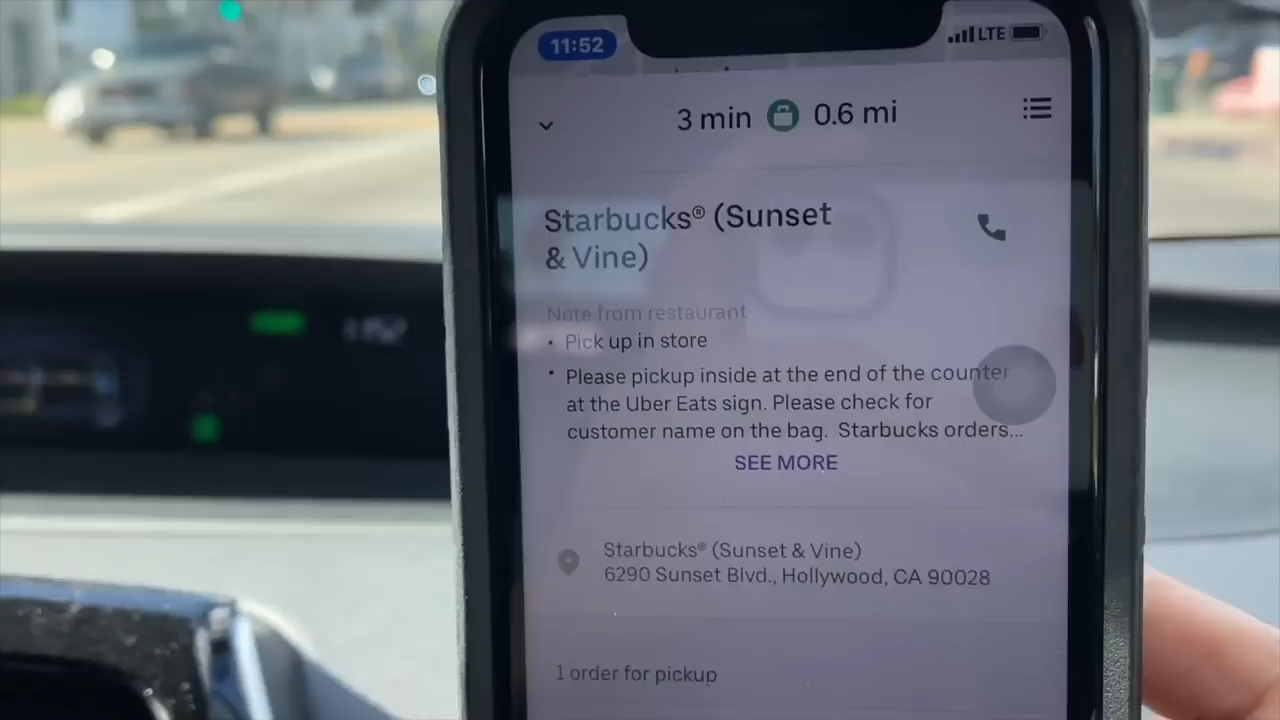 11:52
LTE
3 min 0.6 mi
Starbucks® (Sunset
& Vine)
Note from restaurant
• Pick up in store
• Please pickup inside at the end of the counter
at the Uber Eats sign. Please check for
customer name on the bag. Starbucks orders...
SEE MORE
Starbucks® (Sunset & Vine)
6290 Sunset Blvd., Hollywood, CA 90028
1 order for pickup